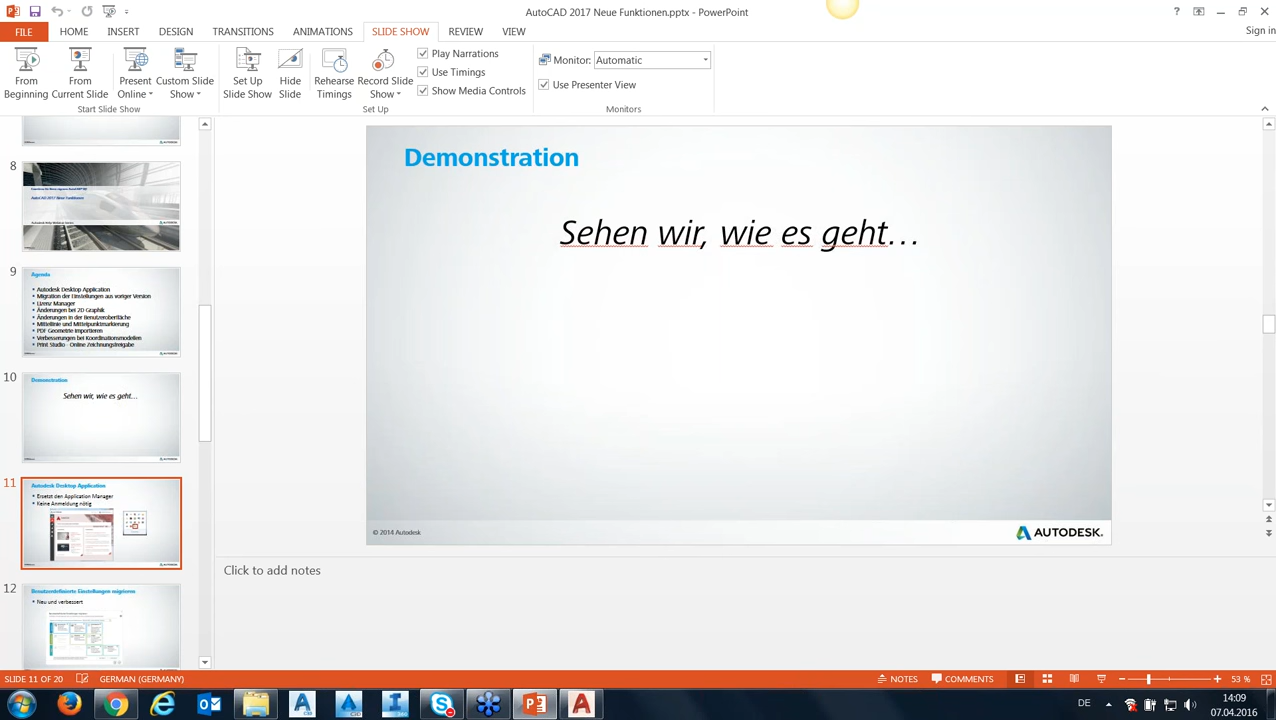 AutoCAD 2017 Neue Funktionen.pptx - PowerPoint
Sign in
FILE HOME INSERT DESIGN TRANSITIONS ANIMATIONS SLIDE SHOW REVIEW VIEW
From Beginning
From Current Slide
Present Online
Custom Slide Show
Set Up Slide Show
Hide Slide
Rehearse Timings
Record Slide Show
Play Narrations
Use Timings
Show Media Controls
Monitor: Automatic
Use Presenter View
Start Slide Show
Set Up
Monitors
8
AutoCAD 2017 Neue Funktionen
9
Agenda
Autodesk Desktop Application
Migration der Einstellungen aus voriger Version
Lizenz Manager
Änderungen bei 2D Graphik
Änderungen in der Benutzeroberfläche
Mittellinie und Mittelpunktmarkierung
PDF Geometrie importieren
Verbesserungen bei Koordinationsmodellen
Print Studio - Online Zeichnungsfreigabe
10
Demonstration
Sehen wir, wie es geht…
11
Autodesk Desktop Application
Ersetzt den Application Manager
Keine Anmeldung nötig
12
Benutzerdefinierte Einstellungen migrieren
Neu und verbessert
Demonstration
Sehen wir, wie es geht…
© 2014 Autodesk
AUTODESK.
Click to add notes
SLIDE 11 OF 20
GERMAN (GERMANY)
NOTES
COMMENTS
53 %
DE
14:09
07.04.2016